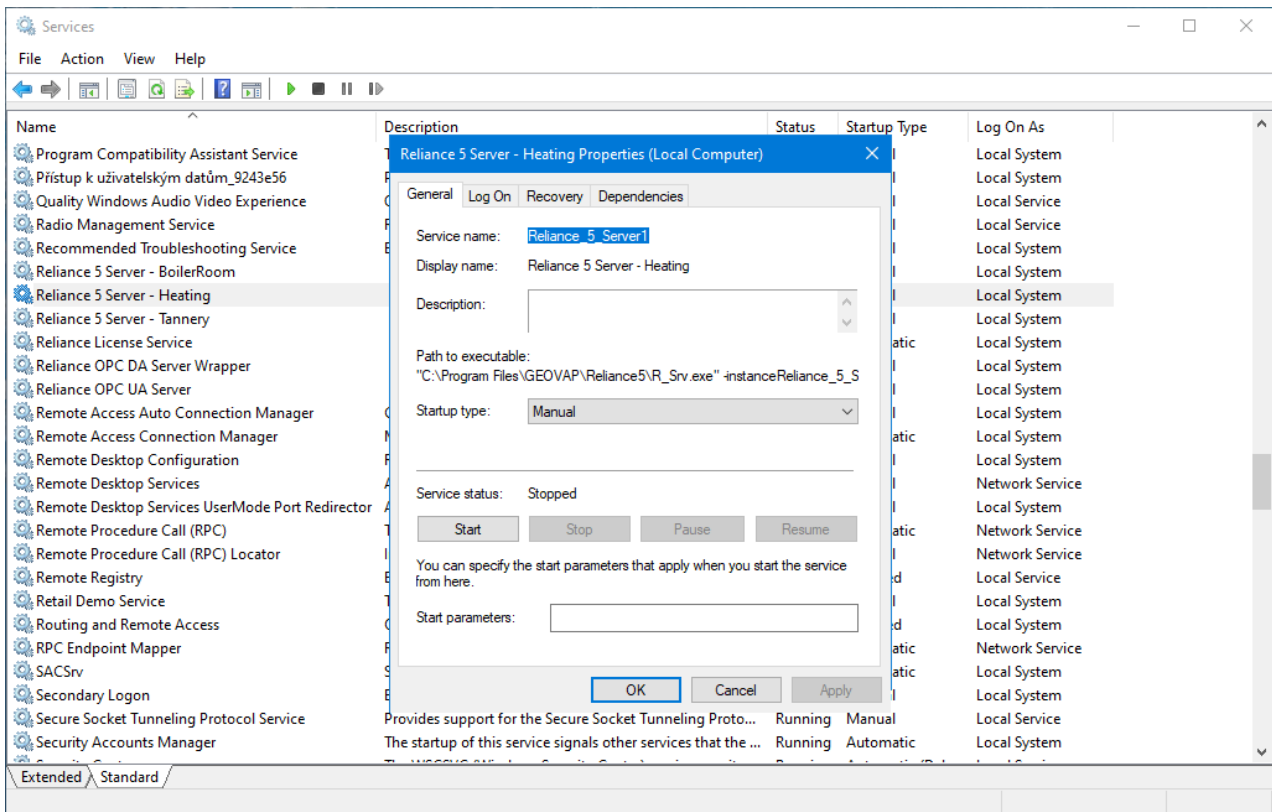 Services
File Action View Help
Name Description Status Startup Type Log On As
Program Compatibility Assistant Service Local System
Přístup k uživatelským datům_9243e56 Local System
Quality Windows Audio Video Experience Local Service
Radio Management Service Local Service
Recommended Troubleshooting Service Local System
Reliance 5 Server - BoilerRoom Local System
Reliance 5 Server - Heating Local System
Reliance 5 Server - Tannery Local System
Reliance License Service atic Local System
Reliance OPC DA Server Wrapper Local System
Reliance OPC UA Server Local System
Remote Access Auto Connection Manager Local System
Remote Access Connection Manager atic Local System
Remote Desktop Configuration Local System
Remote Desktop Services Network Service
Remote Desktop Services UserMode Port Redirector Local System
Remote Procedure Call (RPC) atic Network Service
Remote Procedure Call (RPC) Locator Network Service
Remote Registry ed Local Service
Retail Demo Service Local System
Routing and Remote Access ed Local System
RPC Endpoint Mapper atic Network Service
SACSrv atic Local System
Secondary Logon Local System
Secure Socket Tunneling Protocol Service Provides support for the Secure Socket Tunneling Proto... Running Manual Local Service
Security Accounts Manager The startup of this service signals other services that the ... Running Automatic Local System
Extended Standard
Reliance 5 Server - Heating Properties (Local Computer)
General Log On Recovery Dependencies
Service name: Reliance_5_Server1
Display name: Reliance 5 Server - Heating
Description:
Path to executable:
"C:\Program Files\GEOVAP\Reliance5\R_Srv.exe" -instanceReliance_5_S
Startup type: Manual
Service status: Stopped
Start Stop Pause Resume
You can specify the start parameters that apply when you start the service
from here.
Start parameters:
OK Cancel Apply